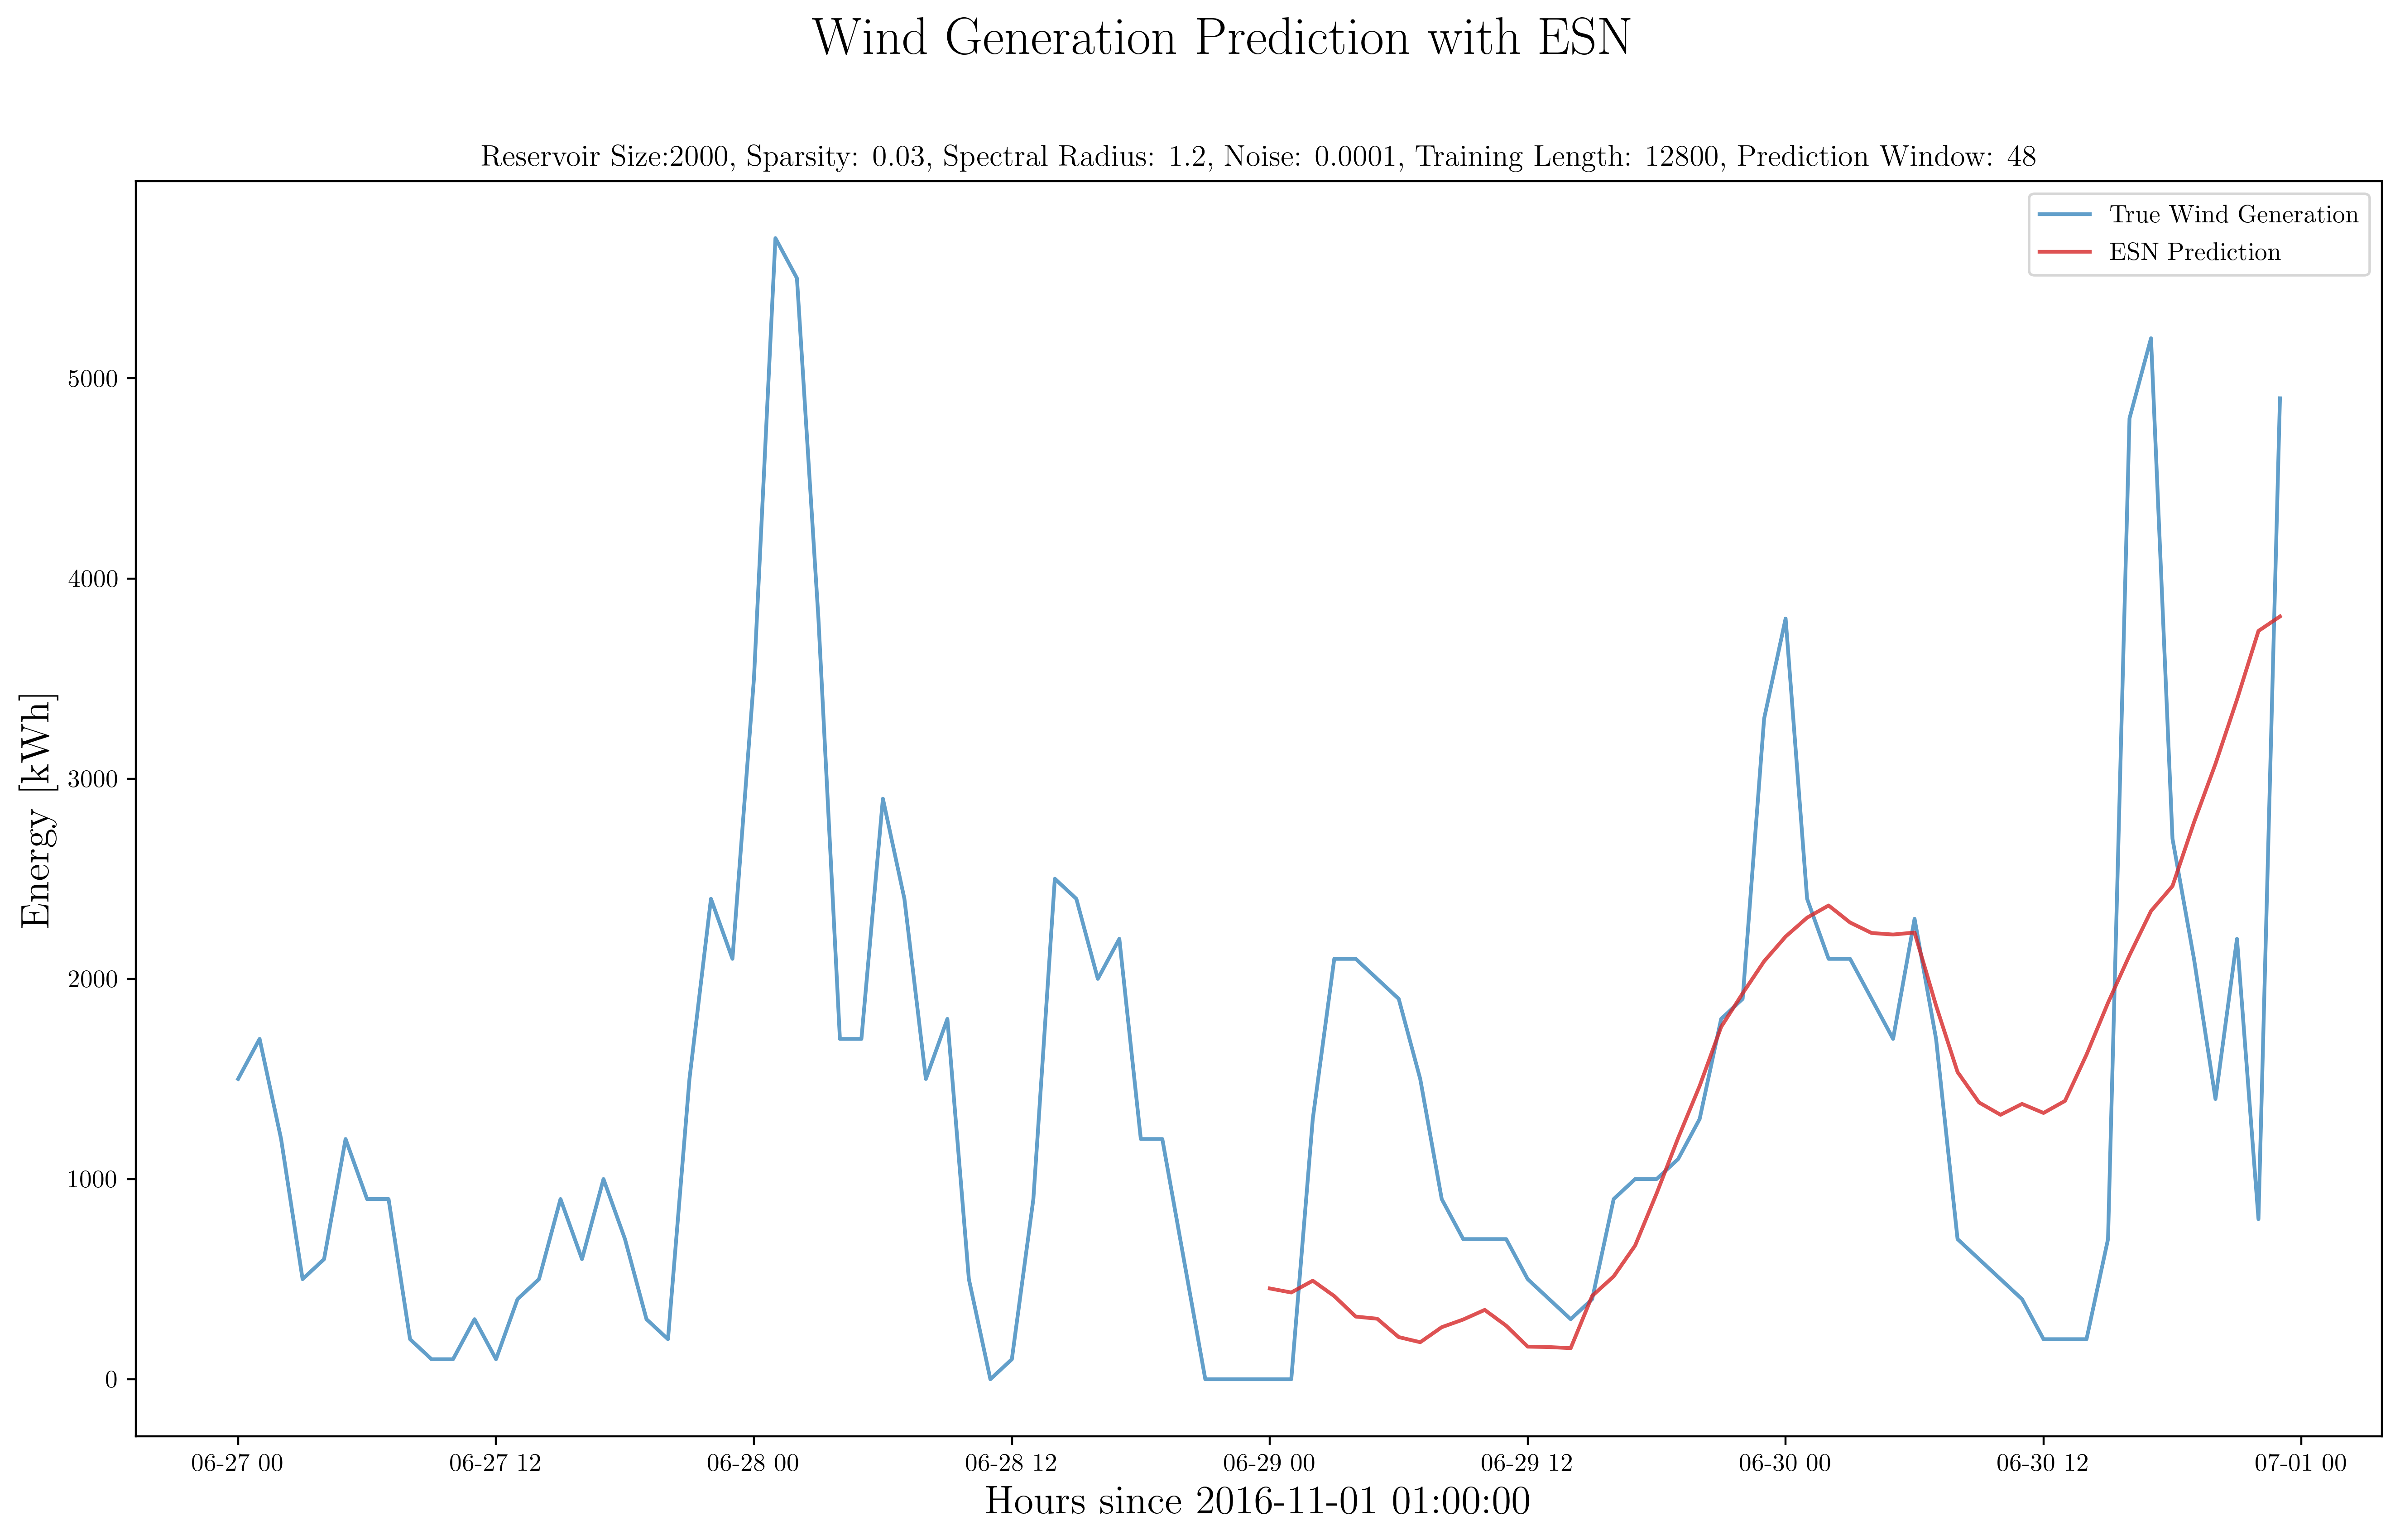 Wind Generation Prediction with ESN
Reservoir Size:2000, Sparsity: 0.03, Spectral Radius: 1.2, Noise: 0.0001, Training Length: 12800, Prediction Window: 48
True Wind Generation
ESN Prediction
Energy [kWh]
5000
4000
3000
2000
1000
0
06-27 00 06-27 12 06-28 00 06-28 12 06-29 00 06-29 12 06-30 00 06-30 12 07-01 00
Hours since 2016-11-01 01:00:00